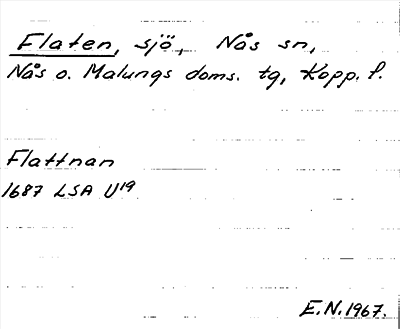 Flaten, sjö, Nås sn,
Nås o. Malungs doms. tg, Kopp. l.
Flattnan
1687 LSA U19
E.N. 1967.